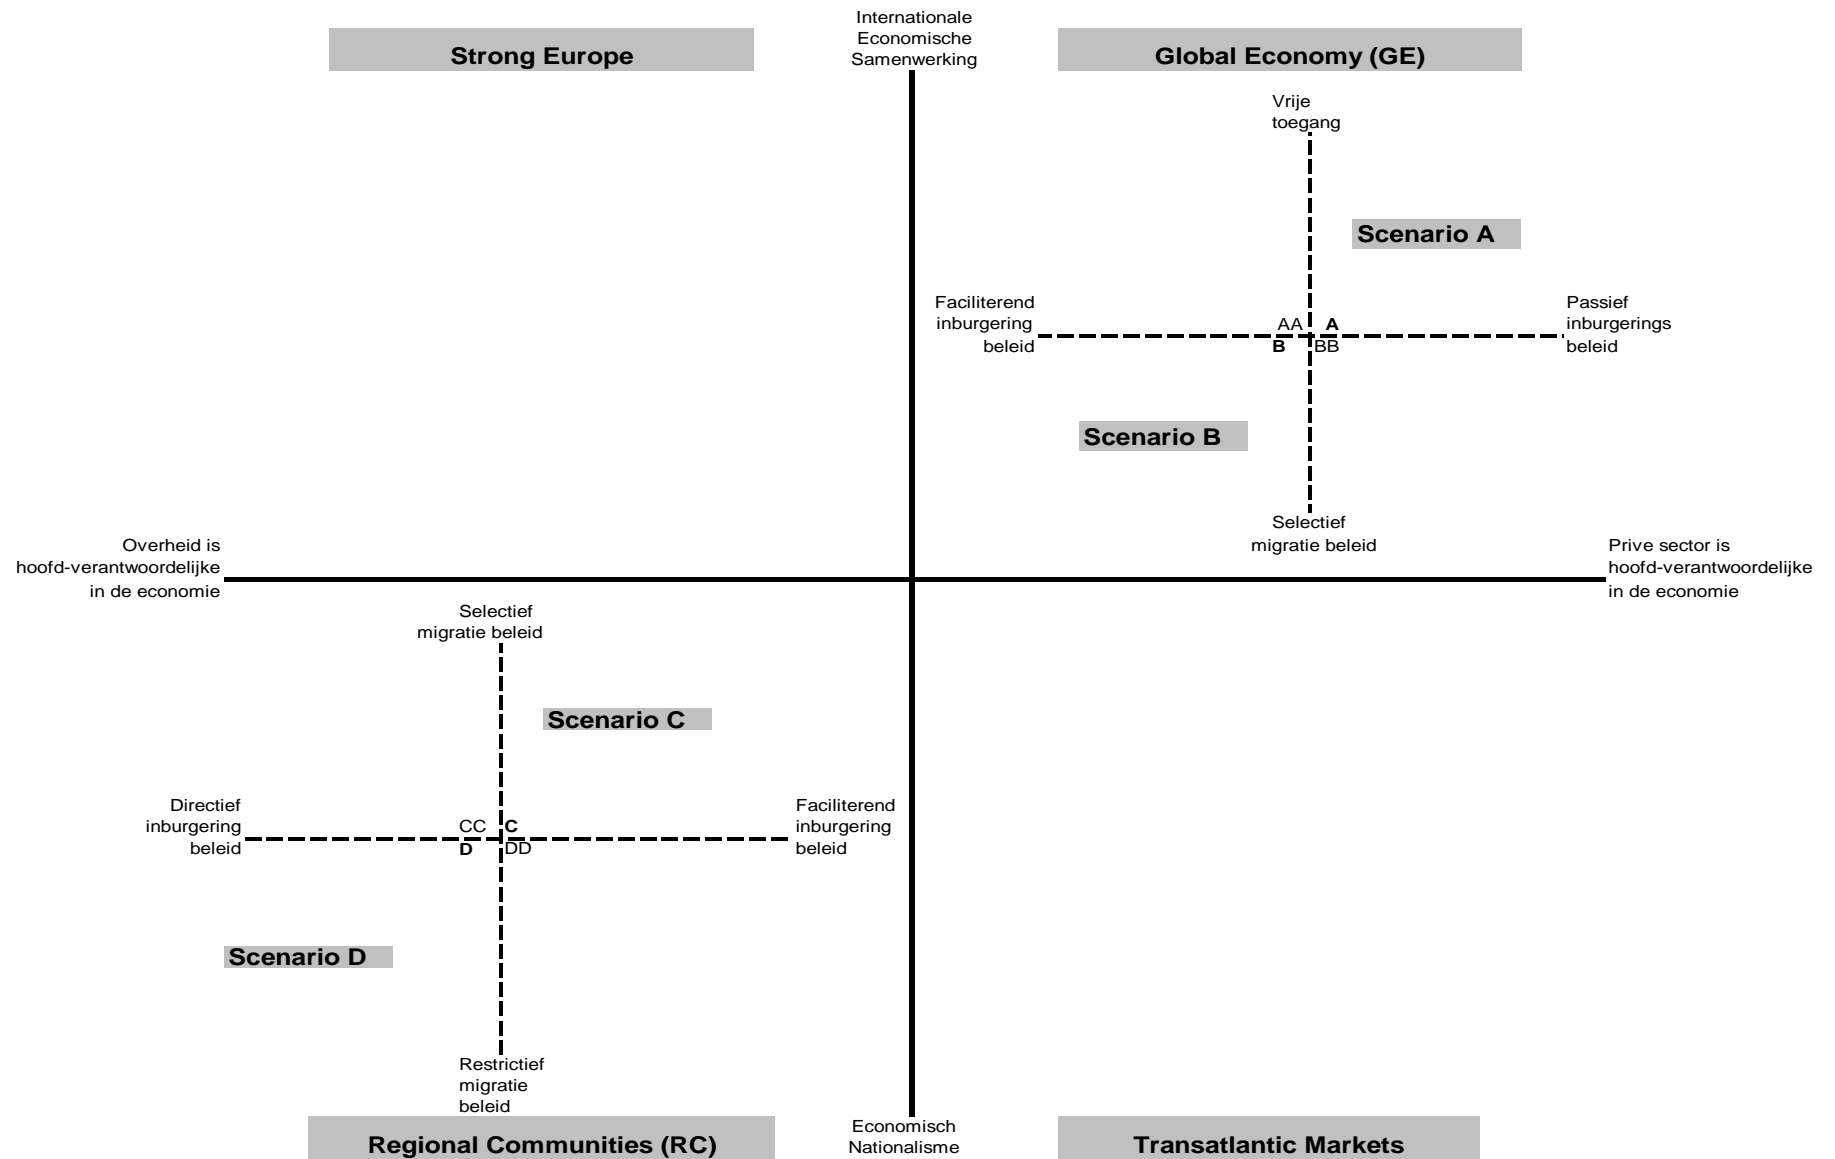 Internationale
Economische
Samenwerking
Strong Europe
Global Economy (GE)
Vrije
toegang
Scenario A
Faciliterend
inburgering
beleid
AA A
B BB
Passief
inburgerings
beleid
Scenario B
Selectief
migratie beleid
Overheid is
hoofd-verantwoordelijke
in de economie
Prive sector is
hoofd-verantwoordelijke
in de economie
Selectief
migratie beleid
Scenario C
Directief
inburgering
beleid
CC C
D DD
Faciliterend
inburgering
beleid
Scenario D
Restrictief
migratie
beleid
Regional Communities (RC)
Economisch
Nationalisme
Transatlantic Markets